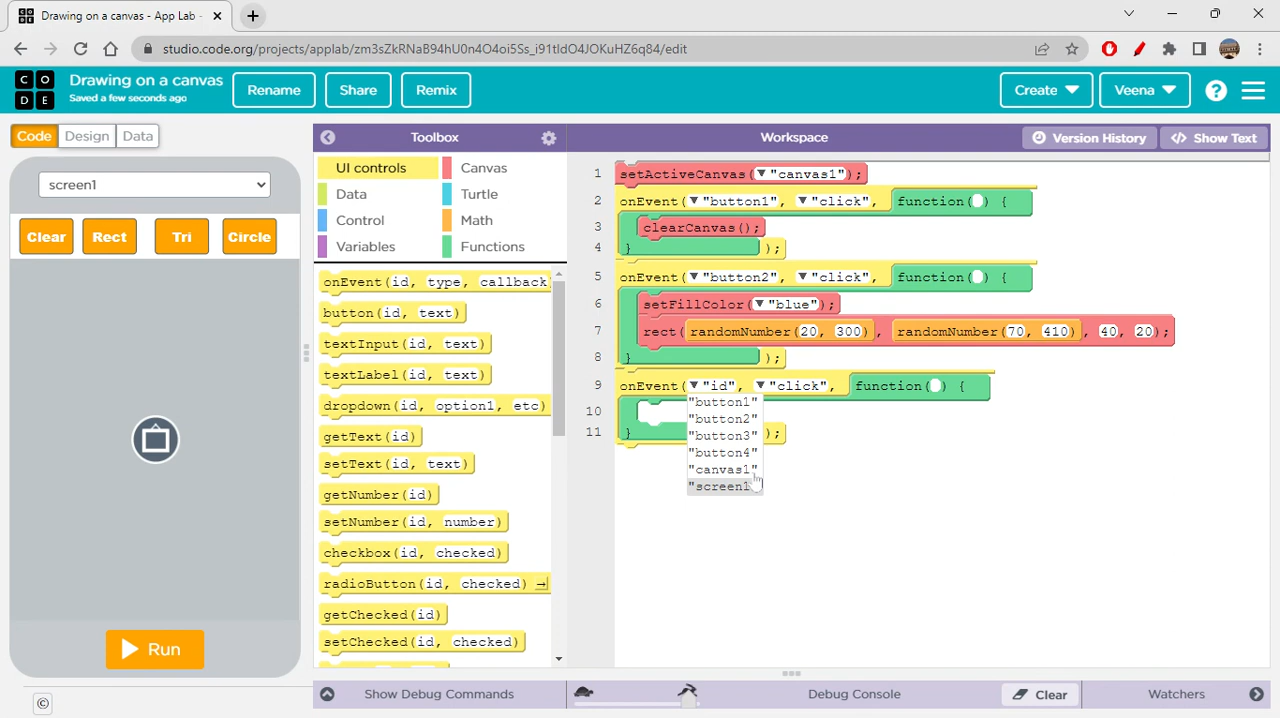 Drawing on a canvas - App Lab -
studio.code.org/projects/applab/zm3sZkRNaB94hU0n4O4oi5Ss_i91tldO4JOKuHZ6q84/edit
C O D E
Drawing on a canvas
Saved a few seconds ago
Rename Share Remix Create Veena ?
Code Design Data
Toolbox
Workspace Version History </> Show Text
screen1
Clear Rect Tri Circle
Run
UI controls Canvas
Data Turtle
Control Math
Variables Functions
onEvent(id, type, callback)
button(id, text)
textInput(id, text)
textLabel(id, text)
dropdown(id, option1, etc)
getText(id)
setText(id, text)
getNumber(id)
setNumber(id, number)
checkbox(id, checked)
radioButton(id, checked)
getChecked(id)
setChecked(id, checked)
1 setActiveCanvas("canvas1");
2 onEvent("button1", "click", function() {
3 clearCanvas();
4 } );
5 onEvent("button2", "click", function() {
6 setFillColor("blue");
7 rect(randomNumber(20, 300), randomNumber(70, 410), 40, 20);
8 } );
9 onEvent("id", "click", function() {
10
11 } );
"button1"
"button2"
"button3"
"button4"
"canvas1"
"screen1
©
Show Debug Commands Debug Console Clear Watchers